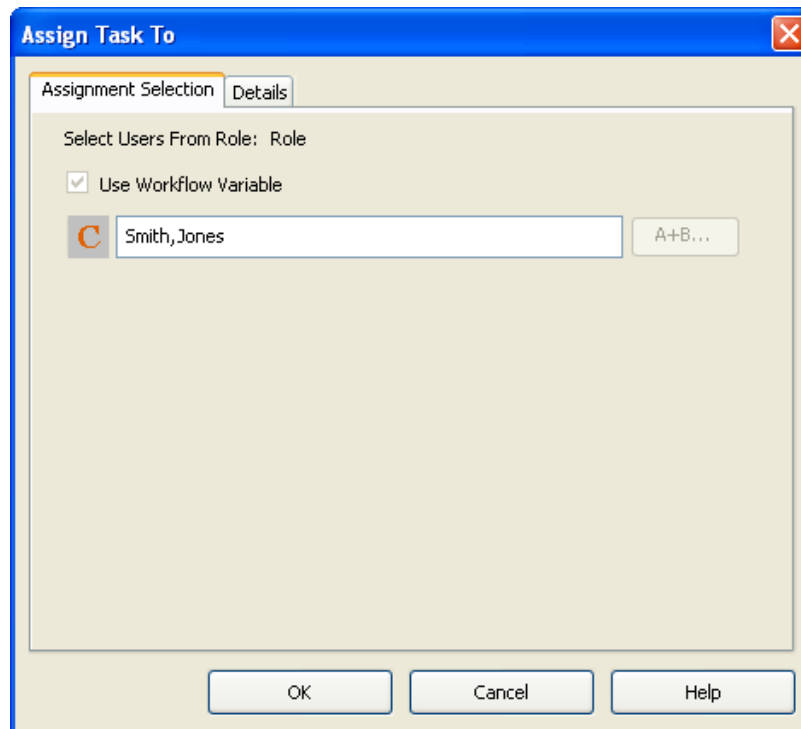 Assign Task To
Assignment Selection Details
Select Users From Role: Role
Use Workflow Variable
C Smith,Jones A+B...
OK Cancel Help